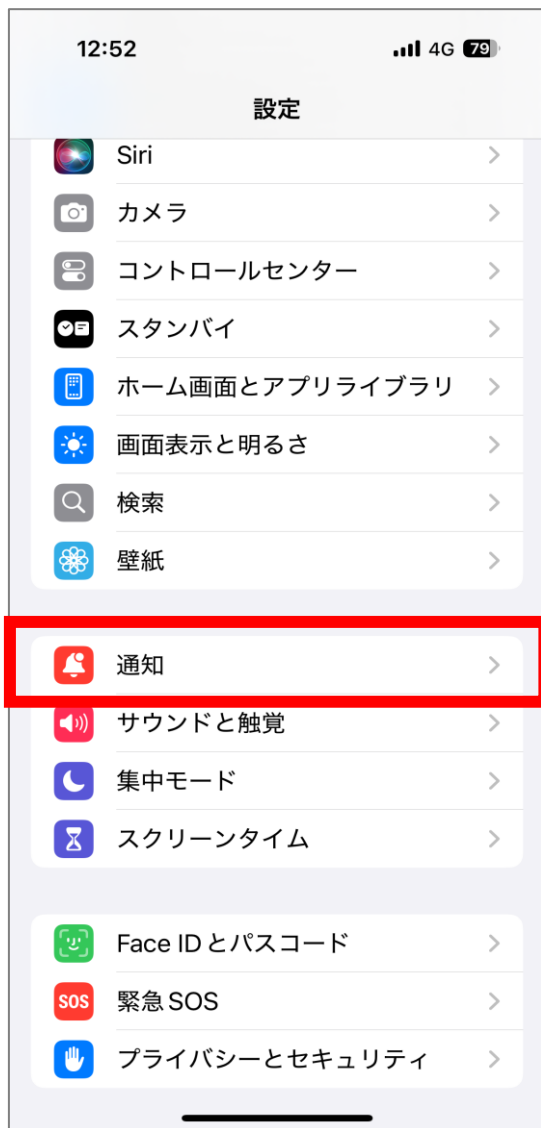 12:52 4G 79
設定
Siri
カメラ
コントロールセンター
スタンバイ
ホーム画面とアプリライブラリ
画面表示と明るさ
検索
壁紙
通知
サウンドと触覚
集中モード
スクリーンタイム
Face IDとパスコード
SOS 緊急SOS
プライバシーとセキュリティ